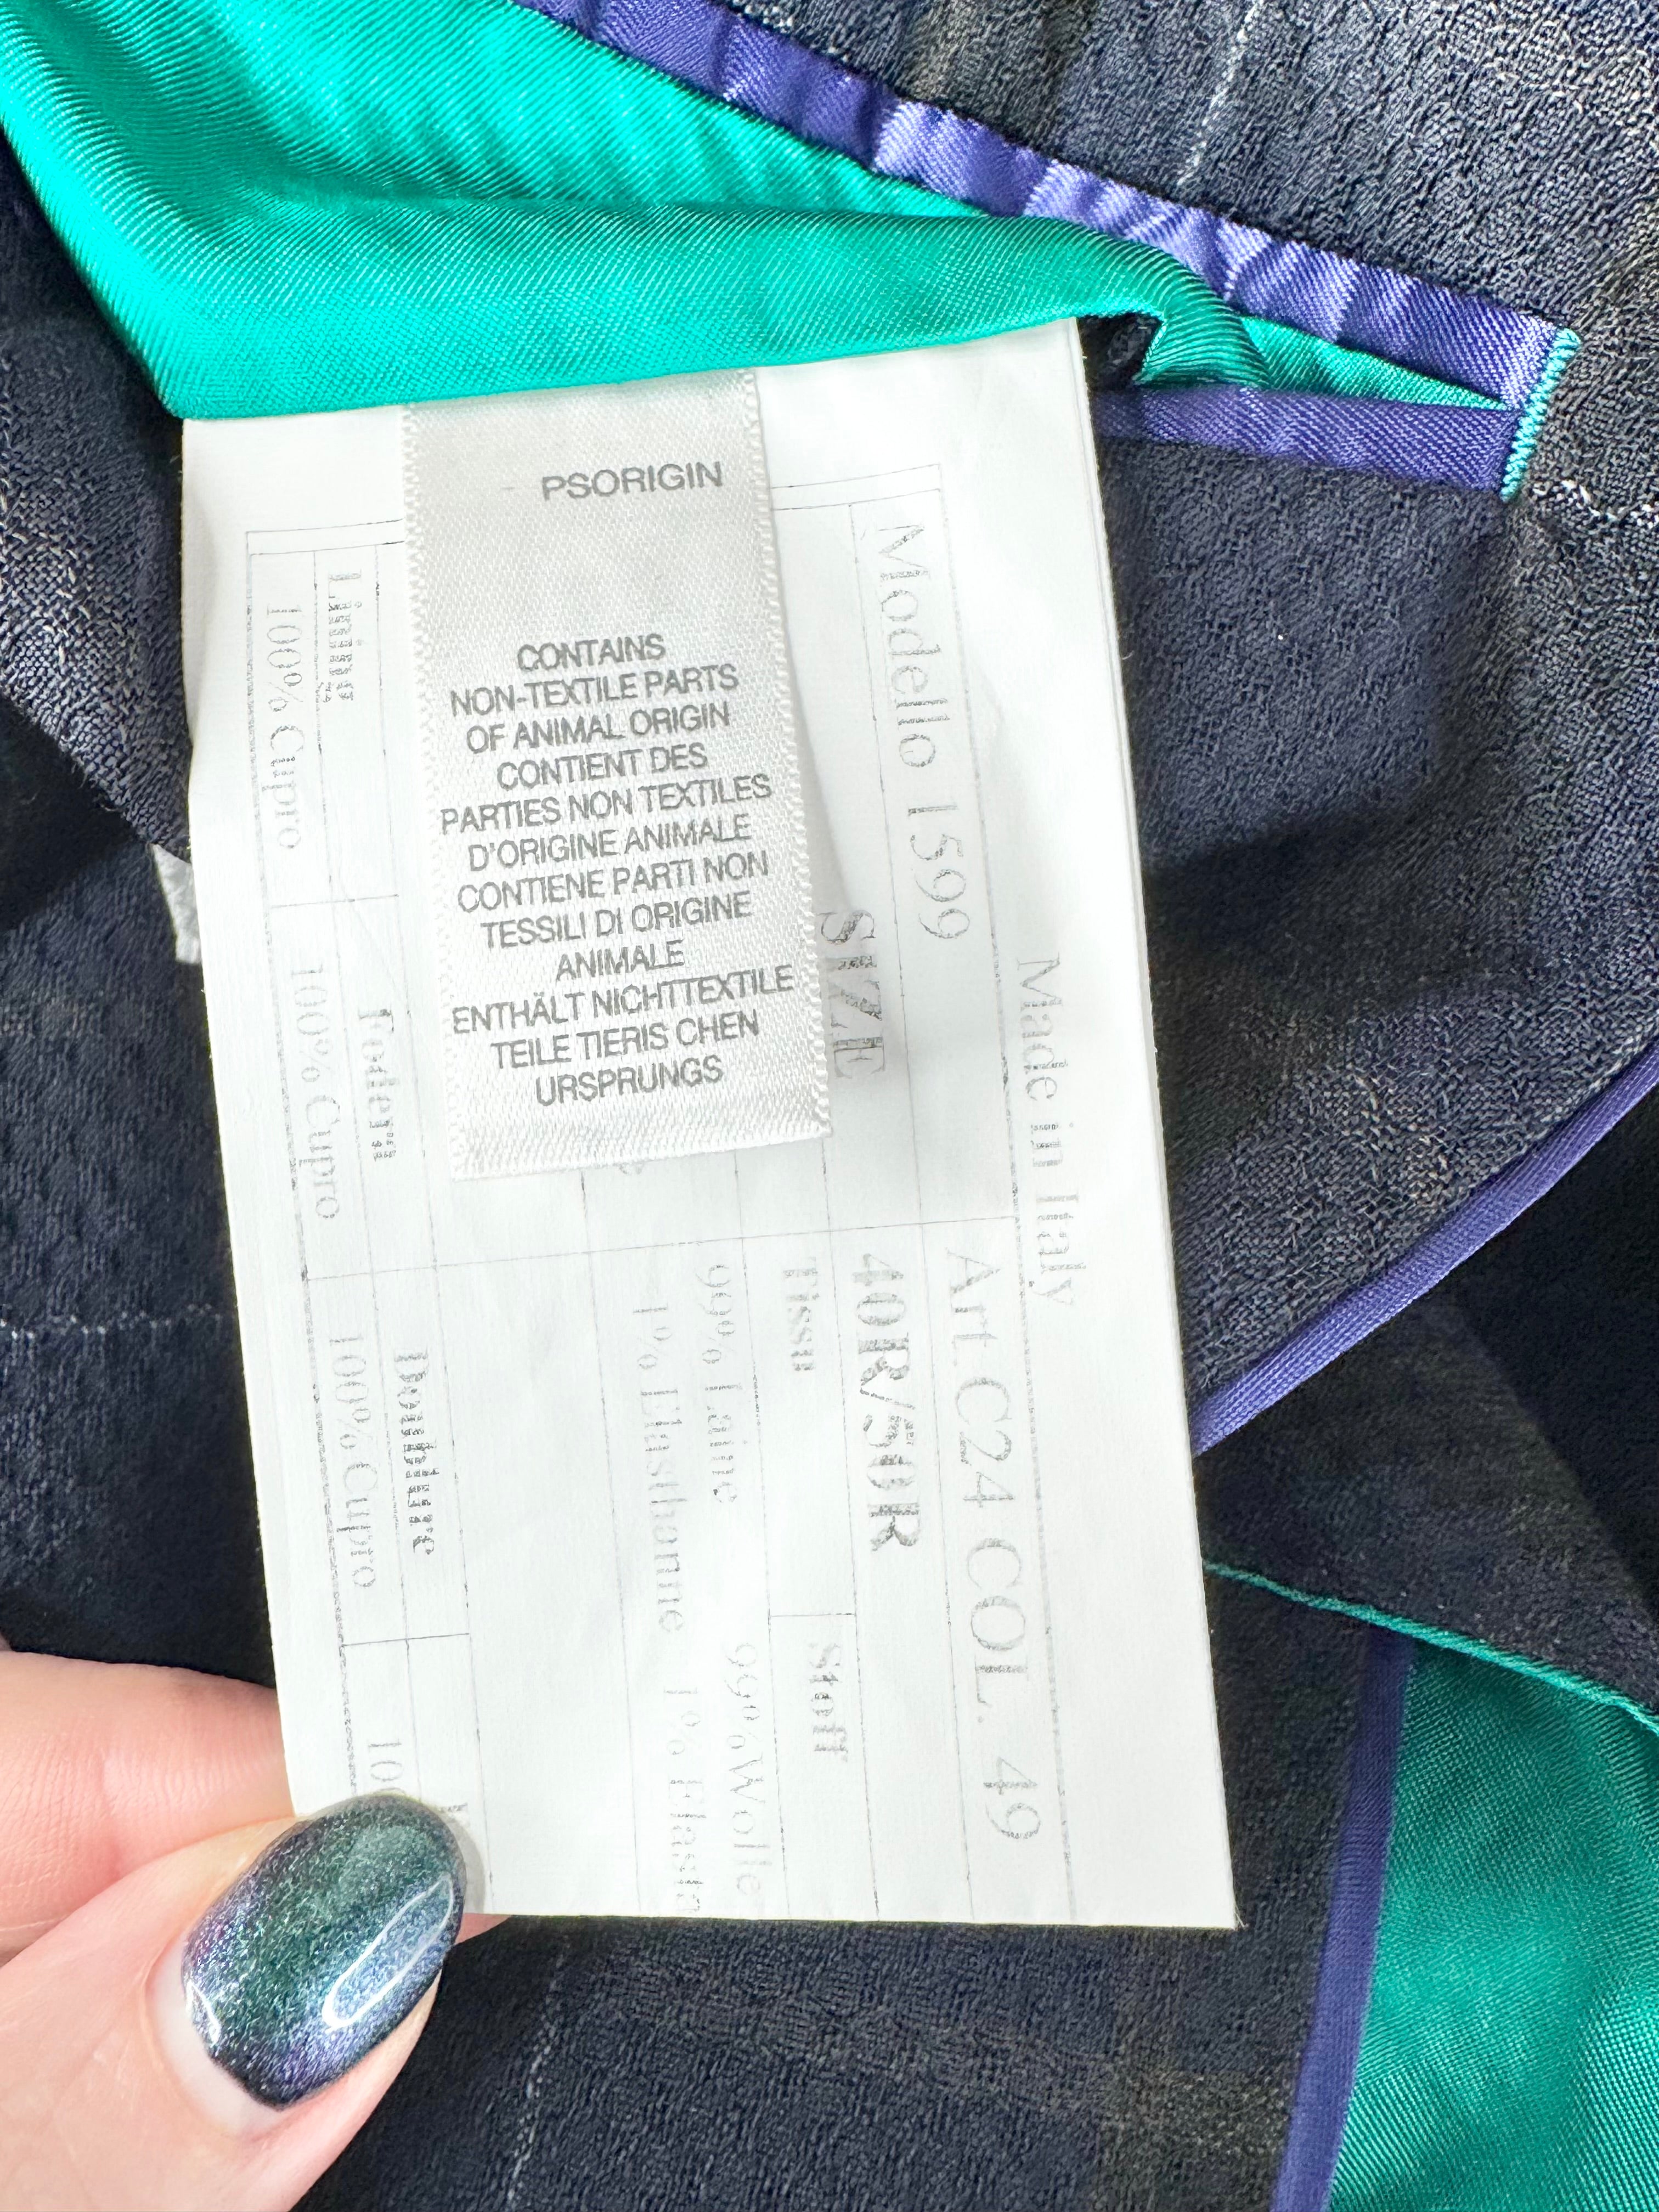 PSORIGIN
CONTAINS
NON-TEXTILE PARTS
OF ANIMAL ORIGIN
CONTIENT DES
PARTIES NON TEXTILES
D'ORIGINE ANIMALE
CONTIENE PARTI NON
TESSILI DI ORIGINE
ANIMALE
ENTHÄLT NICHTTEXTILE
TEILE TIERIS CHEN
URSPRUNGS
Made in Italy
Modello 1599 Art. C24 COL. 49
SIZE 40R/50R
Tissu Stoff
99% Laine 99% Wolle
1% Elasthanne 1%
Lining Federa Doublure
100% Cupro 100% Cupro 100% Cupro